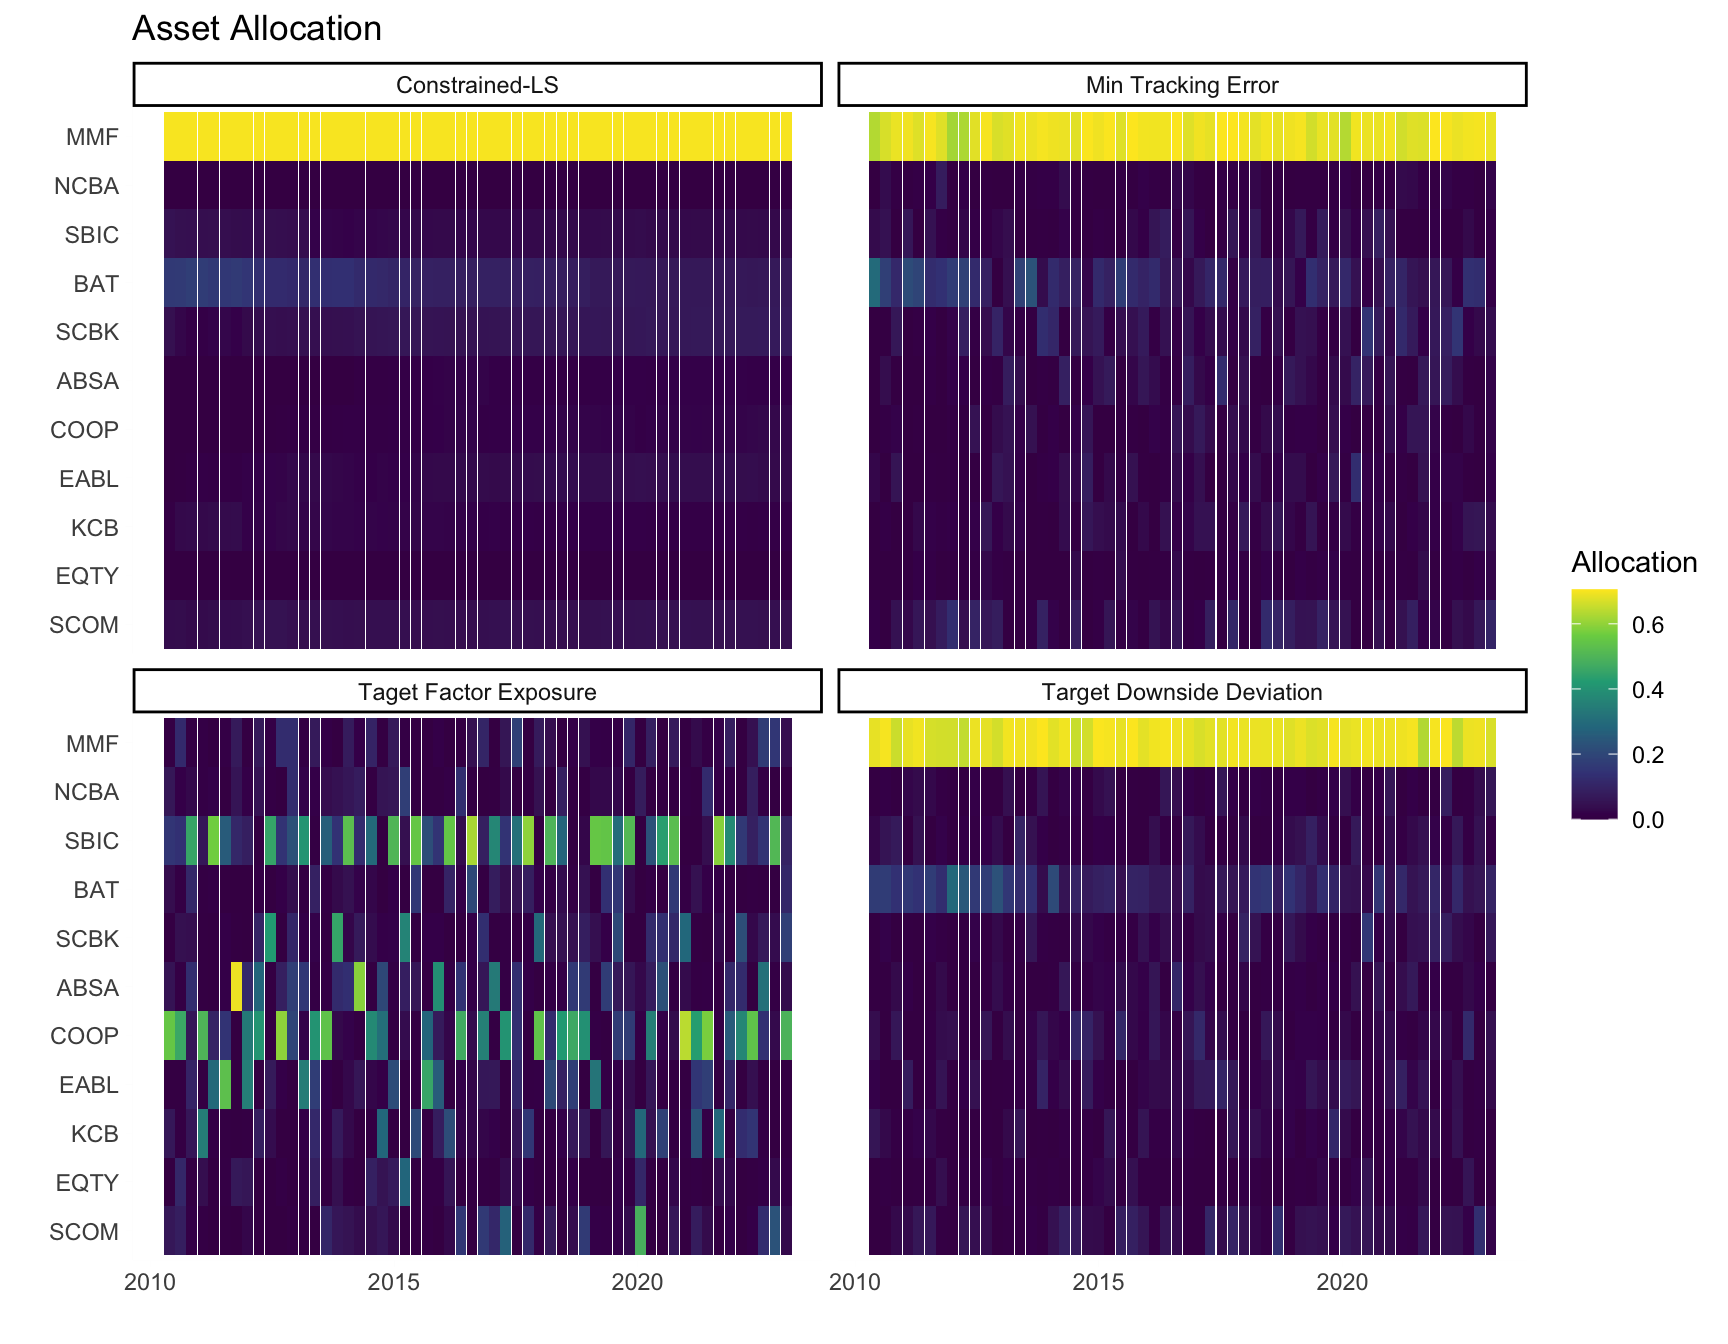 Asset Allocation
Constrained-LS
Min Tracking Error
MMF
NCBA
SBIC
BAT
SCBK
ABSA
COOP
EABL
KCB
EQTY
SCOM
Taget Factor Exposure
Target Downside Deviation
MMF
NCBA
SBIC
BAT
SCBK
ABSA
COOP
EABL
KCB
EQTY
SCOM
2010 2015 2020
2010 2015 2020
Allocation
0.6
0.4
0.2
0.0